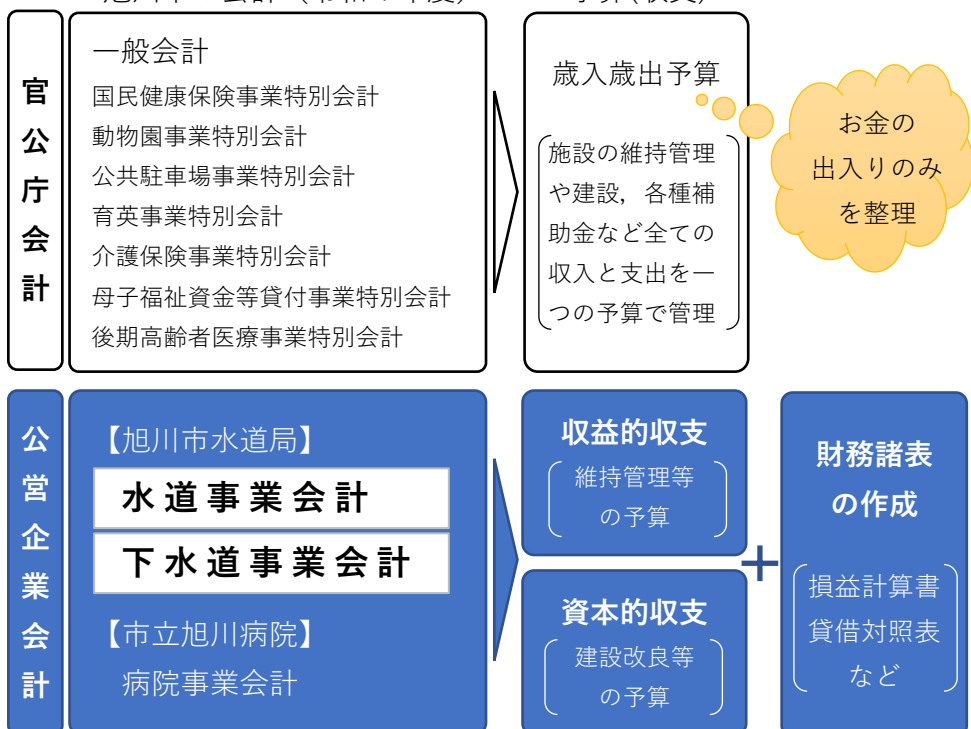 官公庁会計
一般会計
国民健康保険事業特別会計
動物園事業特別会計
公共駐車場事業特別会計
育英事業特別会計
介護保険事業特別会計
母子福祉資金等貸付事業特別会計
後期高齢者医療事業特別会計
歳入歳出予算
施設の維持管理
や建設，各種補
助金など全ての
収入と支出を一
つの予算で管理
お金の
出入りのみ
を整理
公営企業会計
【旭川市水道局】
水道事業会計
下水道事業会計
【市立旭川病院】
病院事業会計
収益的収支
維持管理等
の予算
資本的収支
建設改良等
の予算
+
財務諸表
の作成
損益計算書
貸借対照表
など